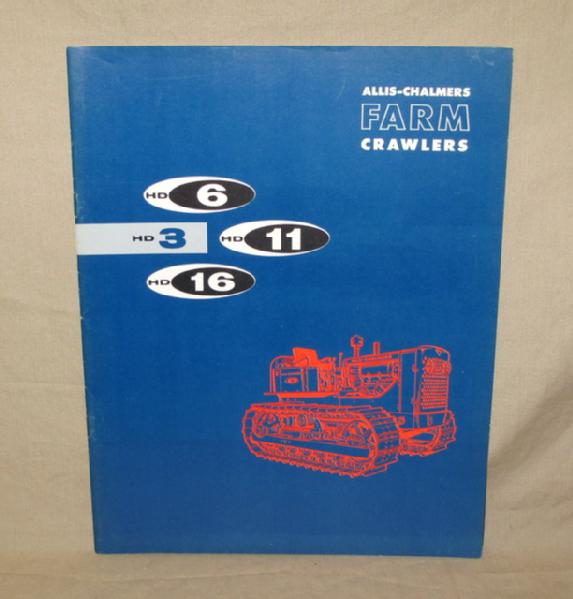 ALLIS-CHALMERS
FARM
CRAWLERS
HD 6
HD 3
HD 11
HD 16